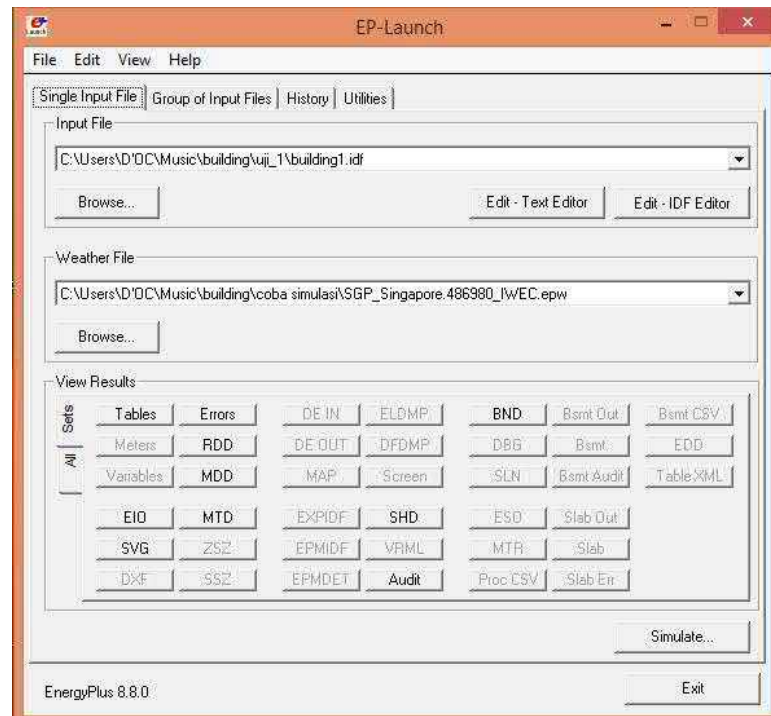 EP-Launch
File Edit View Help
Single Input File Group of Input Files History Utilities
Input File
C:\Users\D'OC\Music\building\uji_1\building1.idf
Browse... Edit - Text Editor Edit - IDF Editor
Weather File
C:\Users\D'OC\Music\building\coba simulasi\SGP_Singapore.486980_IWEC.epw
Browse...
View Results
Sets
All
Tables Errors DE IN ELDMP BND Bsmt Out Bsmt CSV
Meters RDD DE OUT DFDMP DBG Bsmt EDD
Variables MDD MAP Screen SLN Bsmt Audit Table XML
EIO MTD EXPIDF SHD ESO Slab Out
SVG ZSZ EPMIDF VRML MTR Slab
DXF SSZ EPMDET Audit Proc CSV Slab Err
Simulate...
EnergyPlus 8.8.0 Exit